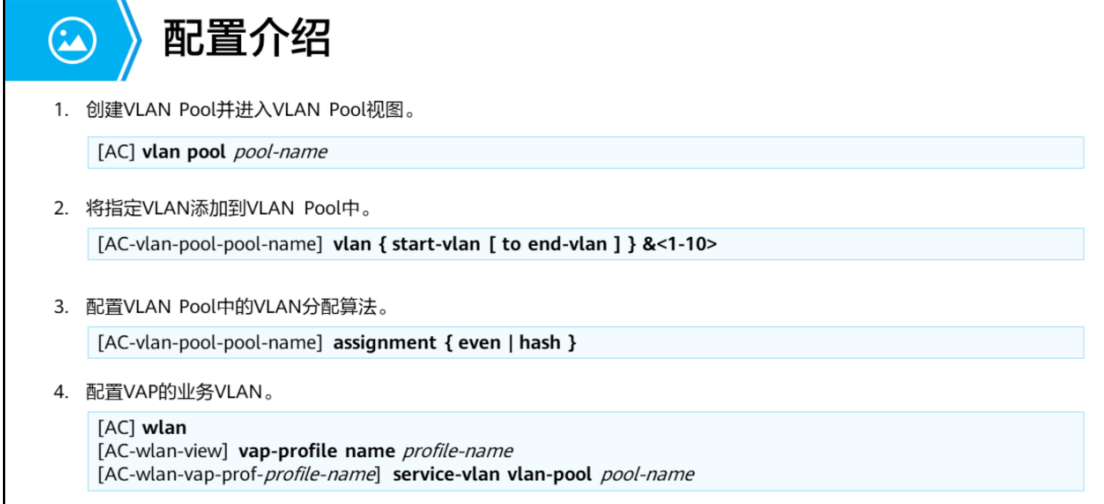 配置介绍
1. 创建VLAN Pool并进入VLAN Pool视图。
[AC] vlan pool pool-name
2. 将指定VLAN添加到VLAN Pool中。
[AC-vlan-pool-pool-name] vlan { start-vlan [ to end-vlan ] } &<1-10>
3. 配置VLAN Pool中的VLAN分配算法。
[AC-vlan-pool-pool-name] assignment { even | hash }
4. 配置VAP的业务VLAN。
[AC] wlan
[AC-wlan-view] vap-profile name profile-name
[AC-wlan-vap-prof-profile-name] service-vlan vlan-pool pool-name